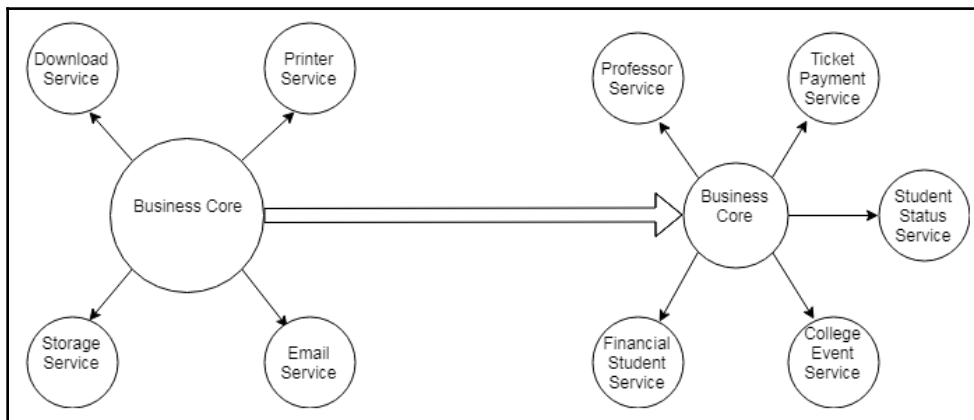 Download
Service
Printer
Service
Business Core
Storage
Service
Email
Service
Professor
Service
Ticket
Payment
Service
Business
Core
Student
Status
Service
Financial
Student
Service
College
Event
Service